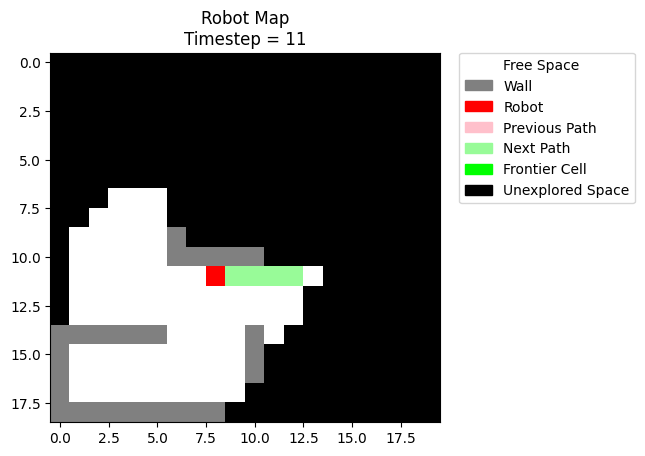 Robot Map
Timestep = 11
Free Space
Wall
Robot
Previous Path
Next Path
Frontier Cell
Unexplored Space
0.0
2.5
5.0
7.5
10.0
12.5
15.0
17.5
0.0 2.5 5.0 7.5 10.0 12.5 15.0 17.5